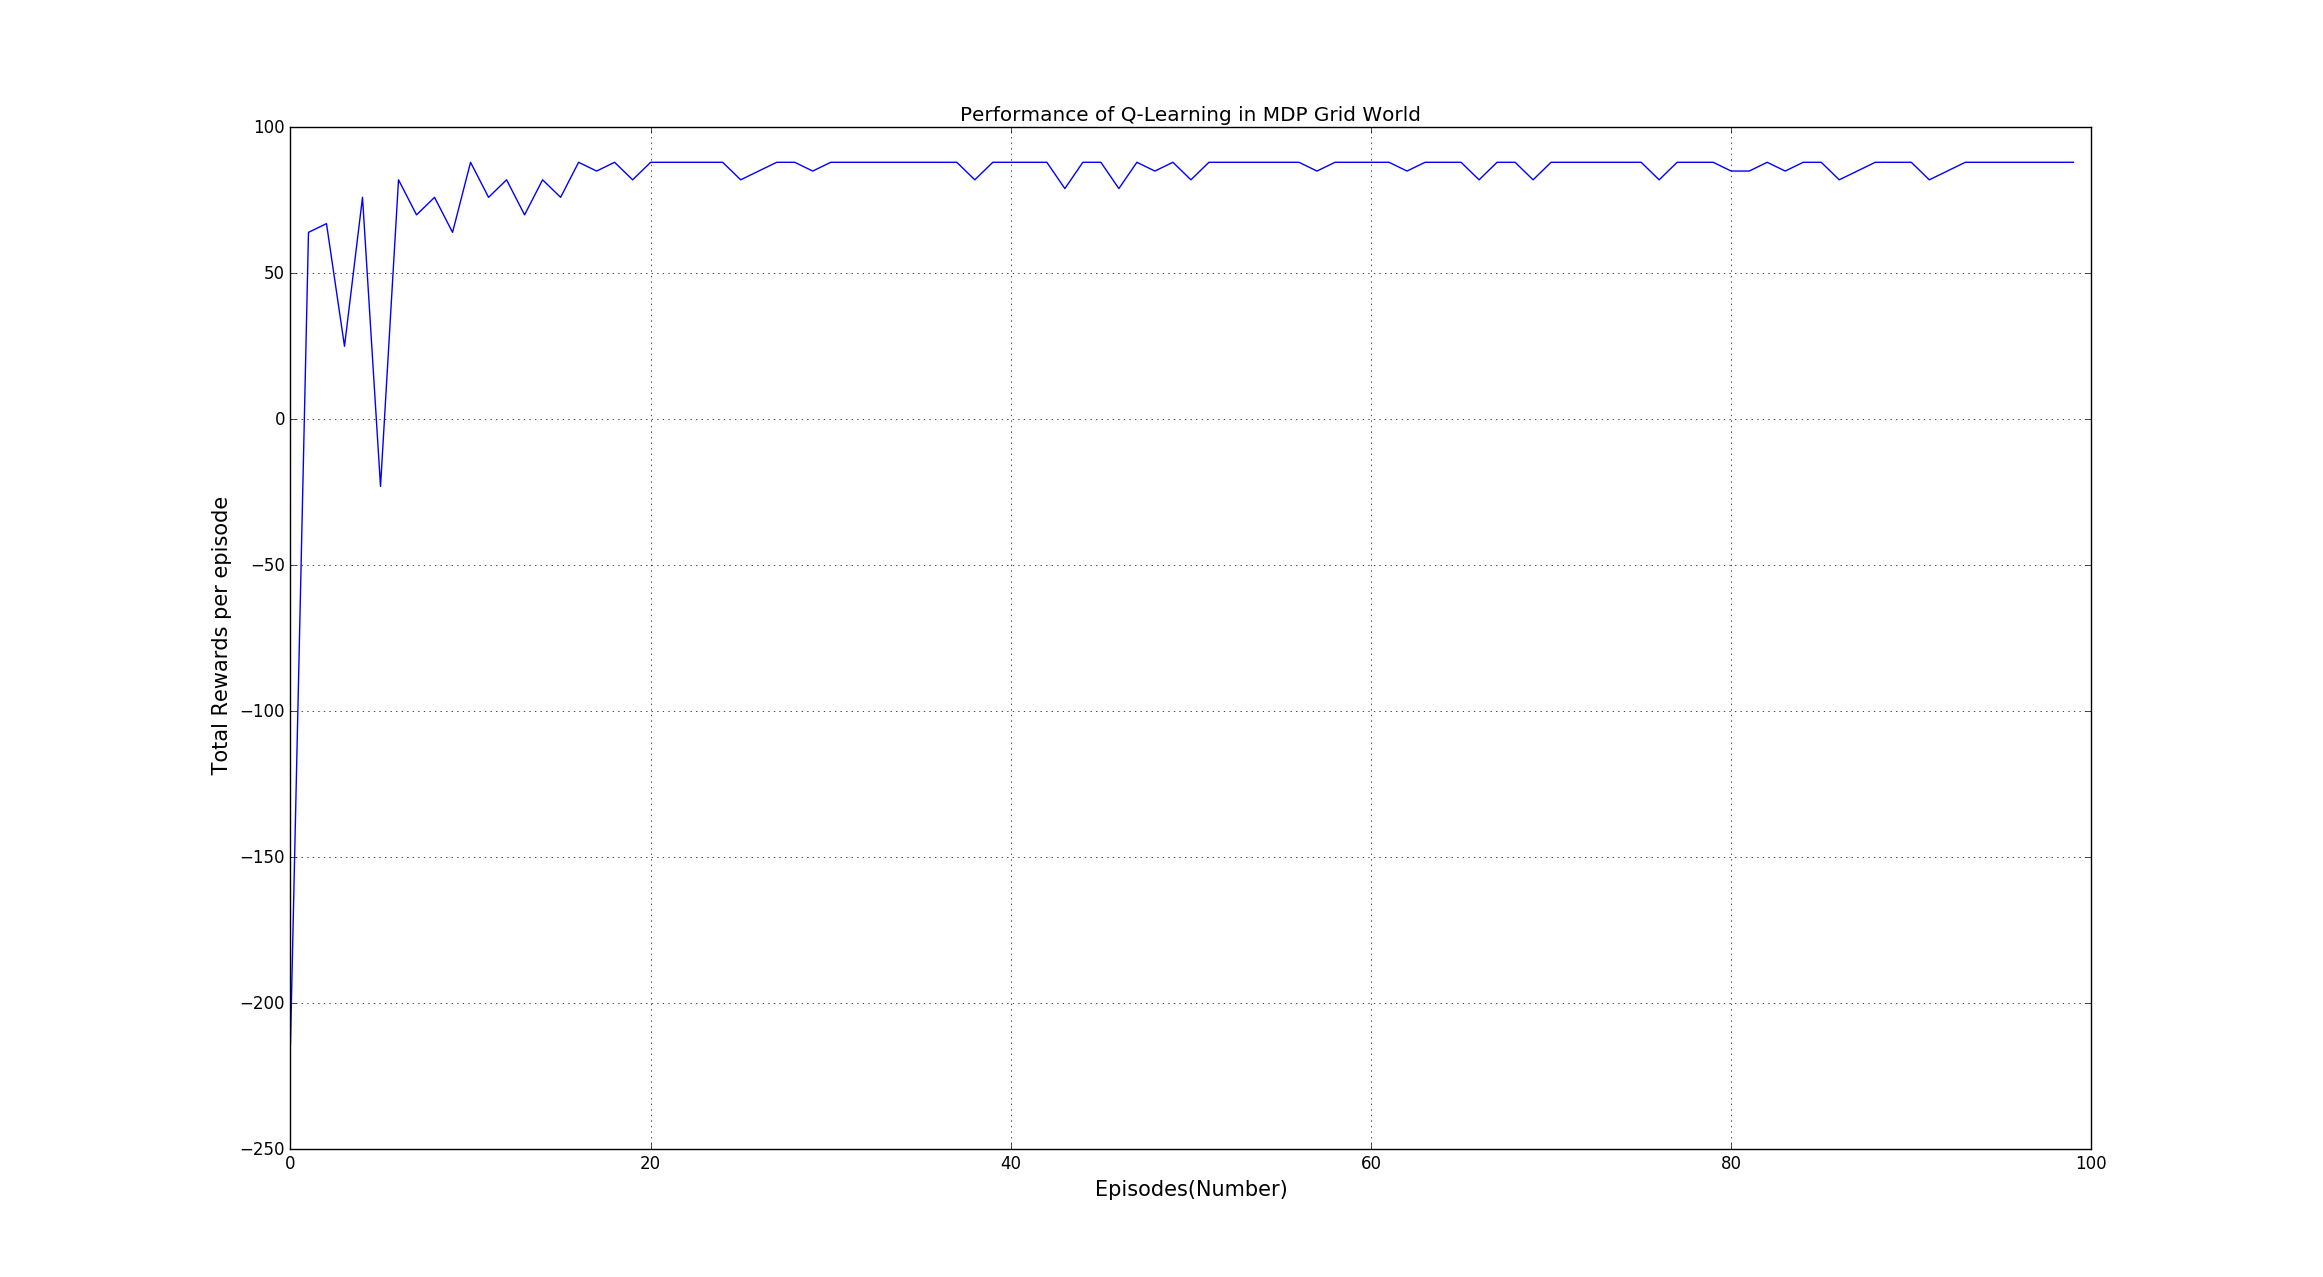 Performance of Q-Learning in MDP Grid World
100
50
0
−50
−100
−150
−200
−250
Total Rewards per episode
0 20 40 60 80 100
Episodes(Number)